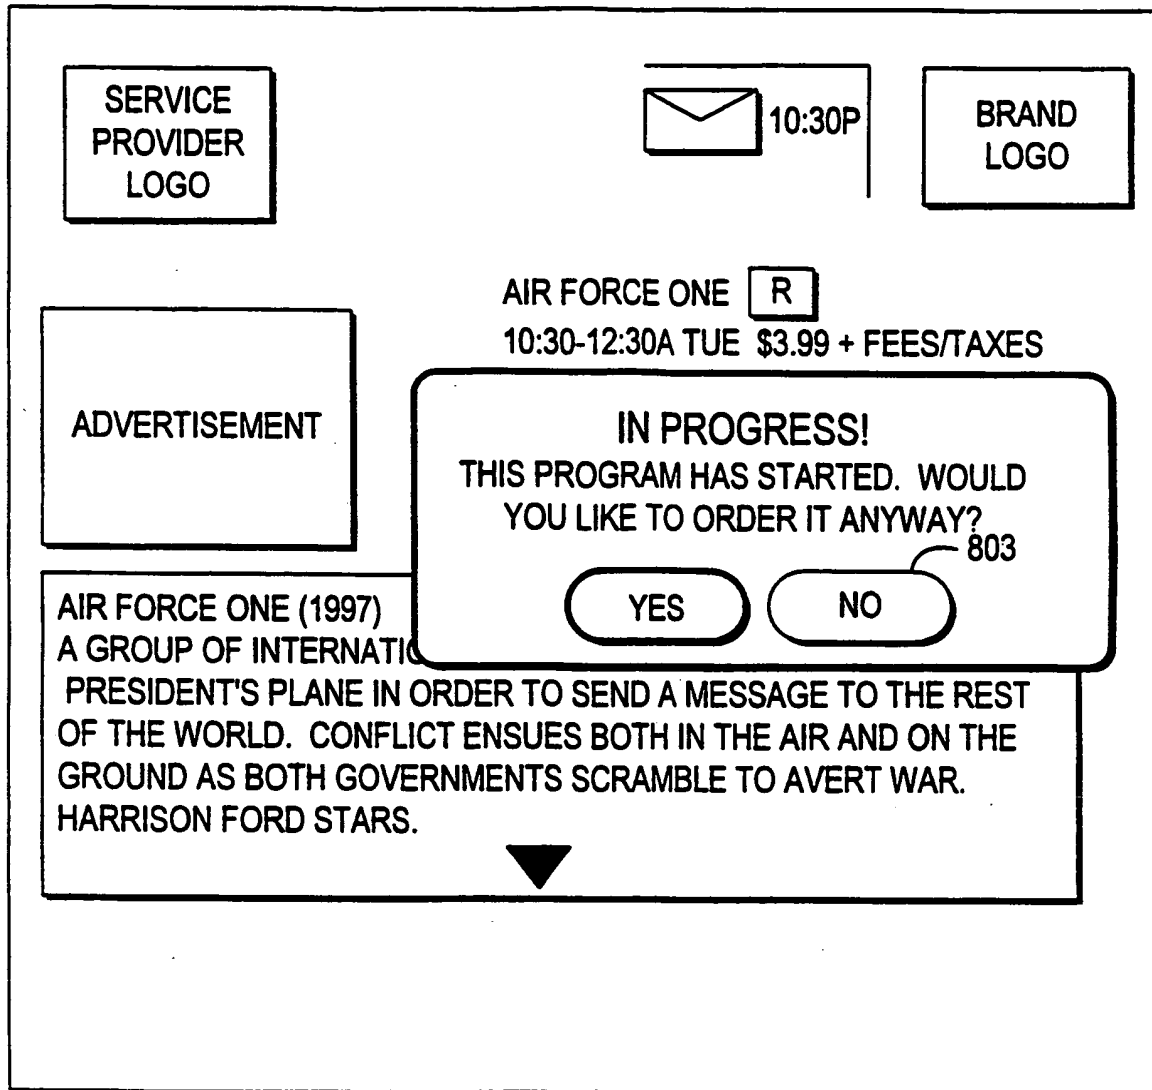 SERVICE
PROVIDER
LOGO
10:30P
BRAND
LOGO
AIR FORCE ONE R
10:30-12:30A TUE $3.99 + FEES/TAXES
ADVERTISEMENT
IN PROGRESS!
THIS PROGRAM HAS STARTED. WOULD
YOU LIKE TO ORDER IT ANYWAY?
803
YES
NO
AIR FORCE ONE (1997)
A GROUP OF INTERNATIC
PRESIDENT'S PLANE IN ORDER TO SEND A MESSAGE TO THE REST
OF THE WORLD. CONFLICT ENSUES BOTH IN THE AIR AND ON THE
GROUND AS BOTH GOVERNMENTS SCRAMBLE TO AVERT WAR.
HARRISON FORD STARS.